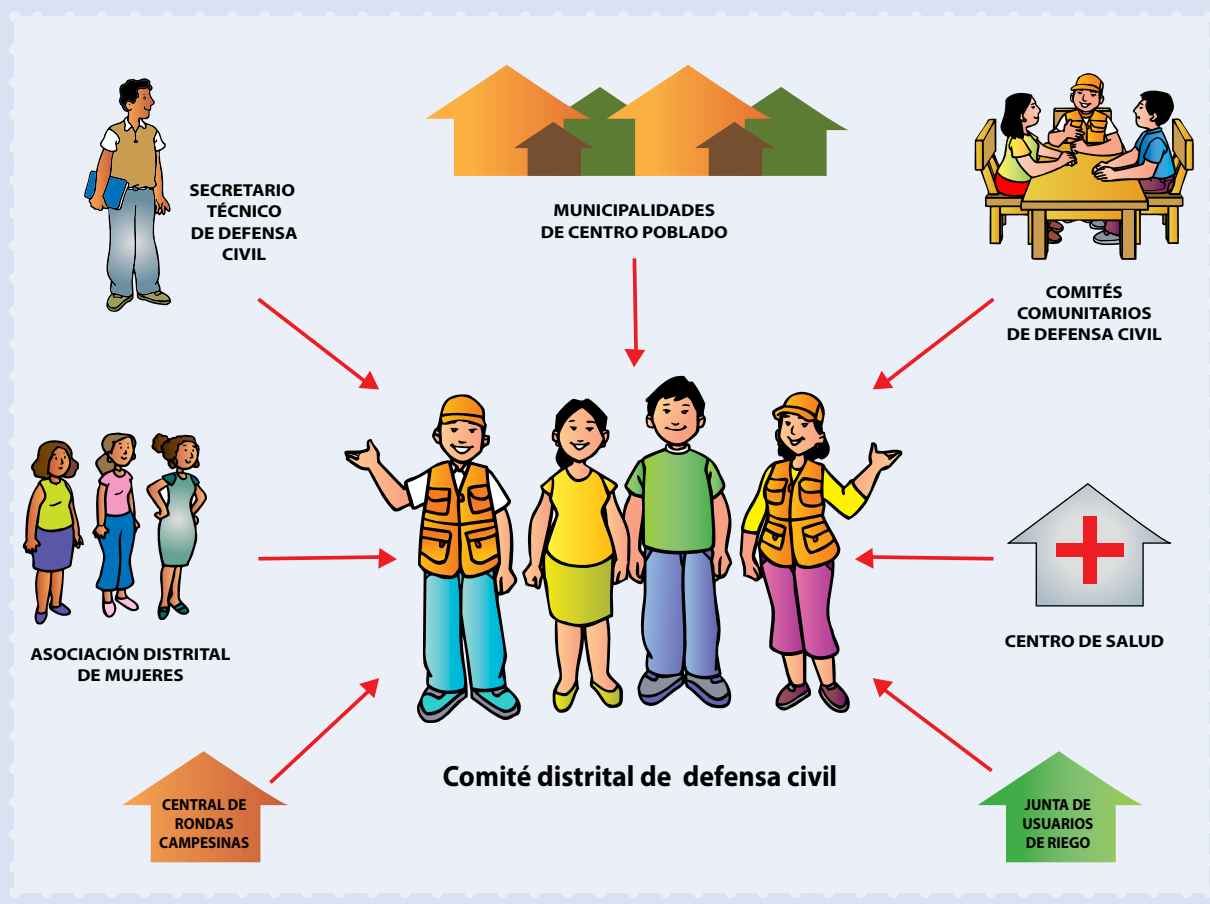 SECRETARIO
TÉCNICO
DE DEFENSA
CIVIL
MUNICIPALIDADES
DE CENTRO POBLADO
COMITÉS
COMUNITARIOS
DE DEFENSA CIVIL
ASOCIACIÓN DISTRITAL
DE MUJERES
CENTRO DE SALUD
CENTRAL DE
RONDAS
CAMPESINAS
Comité distrital de defensa civil
JUNTA DE
USUARIOS
DE RIEGO